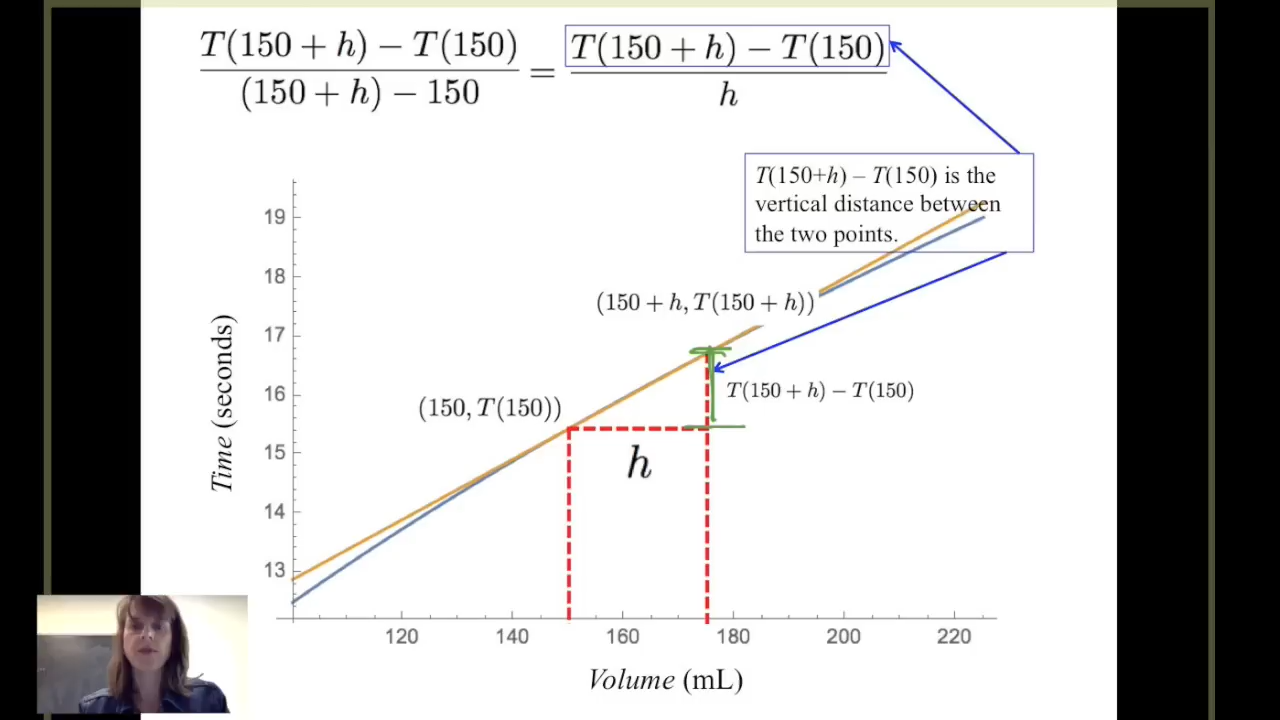 T(150 + h) − T(150) / (150 + h) − 150 = T(150 + h) − T(150) / h
T(150+h) – T(150) is the
vertical distance between
the two points.
19
18
17
16
15
14
13
(150 + h, T(150 + h))
T(150 + h) − T(150)
(150, T(150))
h
Time (seconds)
120 140 160 180 200 220
Volume (mL)